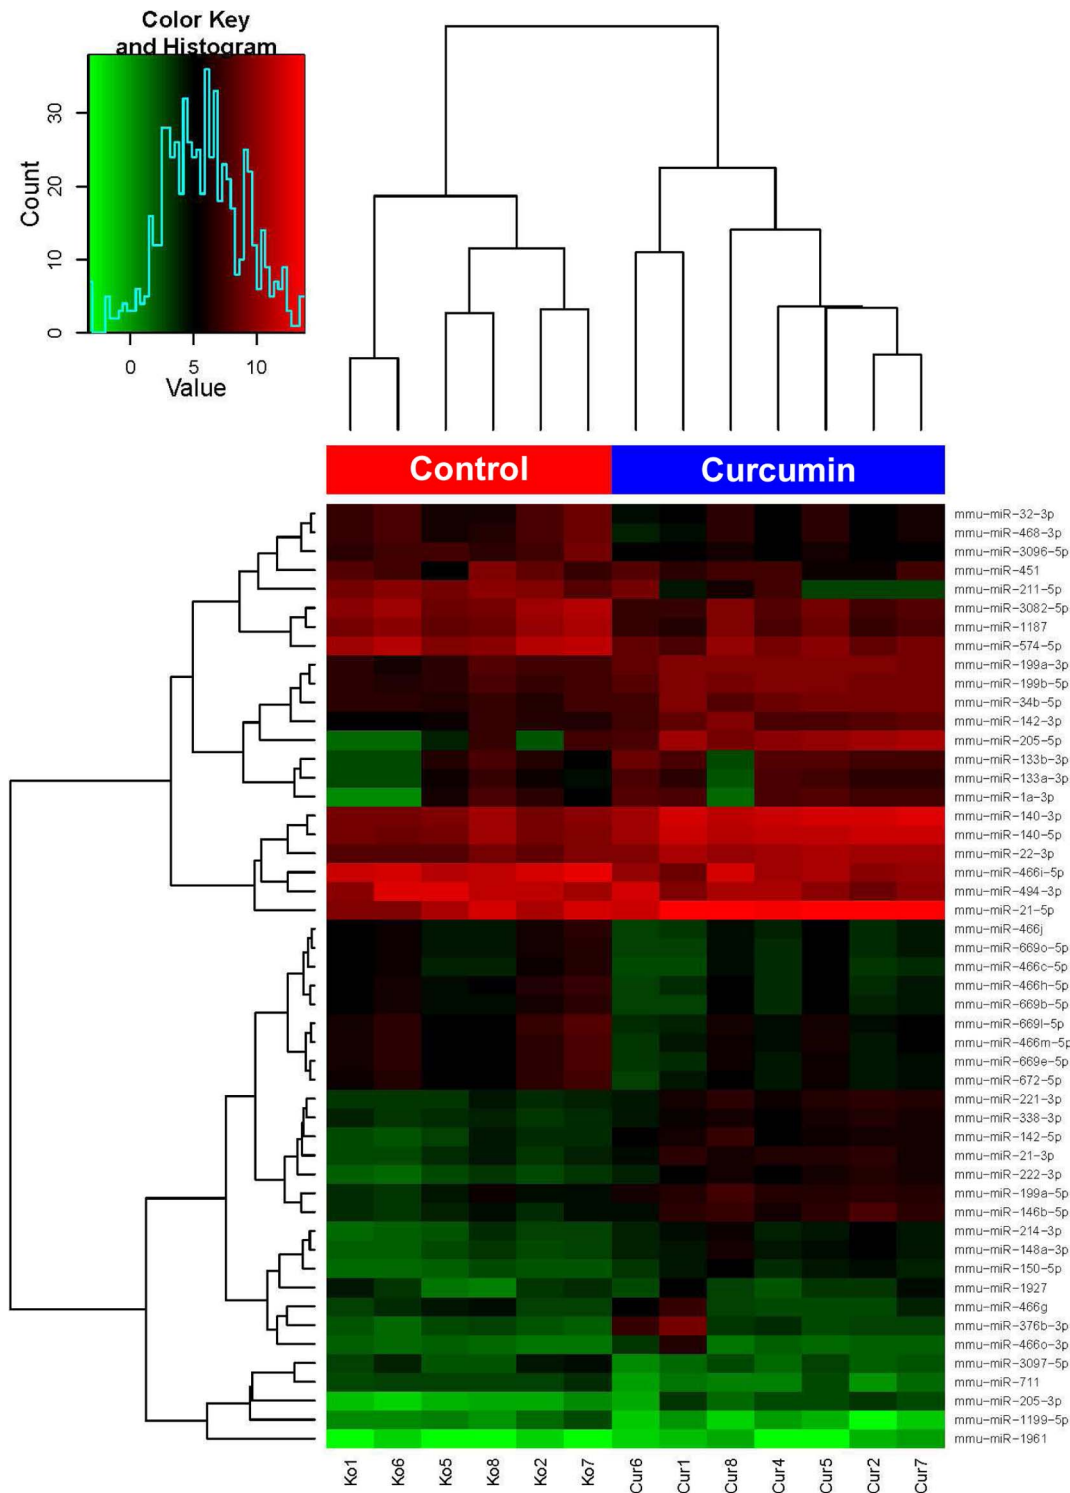 Color Key
and Histogram
Count
0
10
20
30
0
5
10
Value
Control
Curcumin
mmu-miR-32-3p
mmu-miR-468-3p
mmu-miR-3096-5p
mmu-miR-451
mmu-miR-211-5p
mmu-miR-3082-5p
mmu-miR-1187
mmu-miR-574-5p
mmu-miR-199a-3p
mmu-miR-199b-5p
mmu-miR-34b-5p
mmu-miR-142-3p
mmu-miR-205-5p
mmu-miR-133b-3p
mmu-miR-133a-3p
mmu-miR-1a-3p
mmu-miR-140-3p
mmu-miR-140-5p
mmu-miR-22-3p
mmu-miR-466i-5p
mmu-miR-494-3p
mmu-miR-21-5p
mmu-miR-466j
mmu-miR-669o-5p
mmu-miR-466c-5p
mmu-miR-466h-5p
mmu-miR-669b-5p
mmu-miR-669l-5p
mmu-miR-466m-5p
mmu-miR-669e-5p
mmu-miR-672-5p
mmu-miR-221-3p
mmu-miR-338-3p
mmu-miR-142-5p
mmu-miR-21-3p
mmu-miR-222-3p
mmu-miR-199a-5p
mmu-miR-146b-5p
mmu-miR-214-3p
mmu-miR-148a-3p
mmu-miR-150-5p
mmu-miR-1927
mmu-miR-466g
mmu-miR-376b-3p
mmu-miR-466o-3p
mmu-miR-3097-5p
mmu-miR-711
mmu-miR-205-3p
mmu-miR-1199-5p
mmu-miR-1961
Ko1
Ko6
Ko5
Ko8
Ko2
Ko7
Cur6
Cur1
Cur8
Cur4
Cur5
Cur2
Cur7